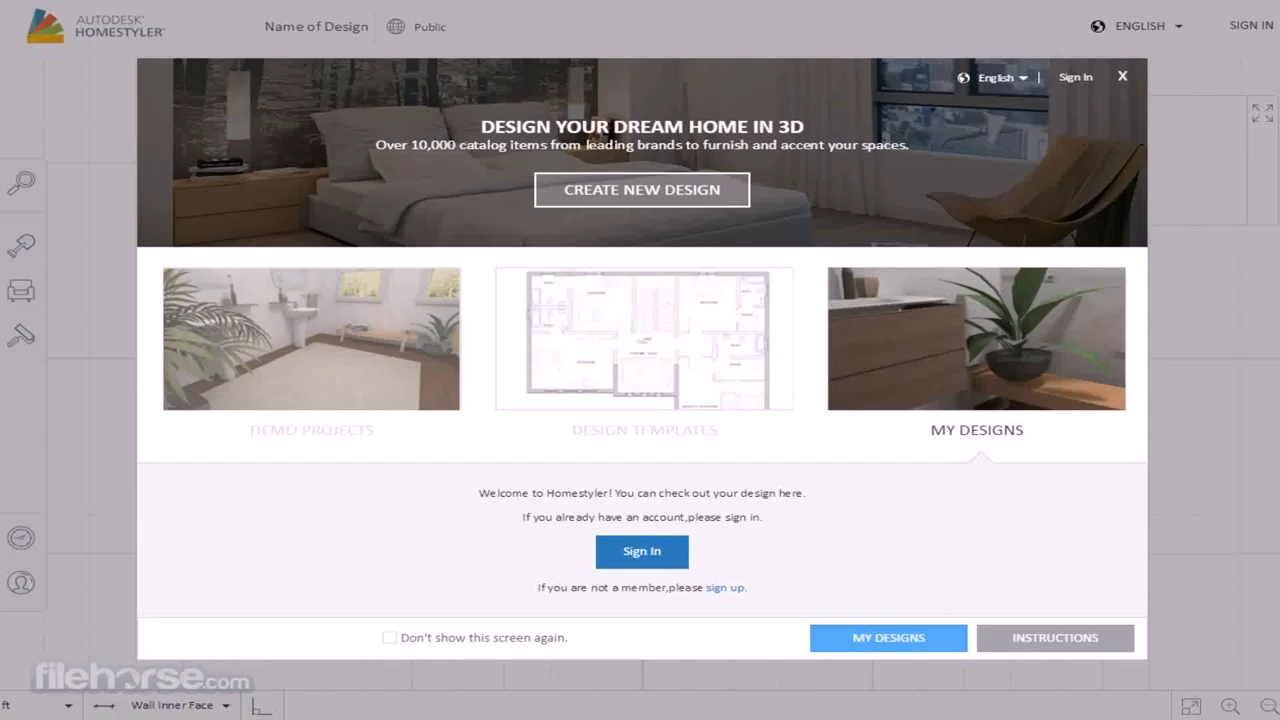 AUTODESK®
HOMESTYLER™
Name of Design
Public
ENGLISH
SIGN IN
English
|
Sign In
X
DESIGN YOUR DREAM HOME IN 3D
Over 10,000 catalog items from leading brands to furnish and accent your spaces.
CREATE NEW DESIGN
DEMO PROJECTS
DESIGN TEMPLATES
MY DESIGNS
Welcome to Homestyler! You can check out your design here.
If you already have an account,please sign in.
Sign In
If you are not a member,please sign up.
Don't show this screen again.
MY DESIGNS
INSTRUCTIONS
filehorse.com
ft
Wall Inner Face